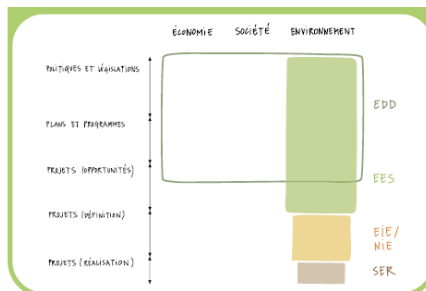 ÉCONOMIE SOCIÉTÉ ENVIRONNEMENT
POLITIQUES ET LÉGISLATIONS
EDD
PLANS ET PROGRAMMES
PROJETS (OPPORTUNITÉS)
EES
PROJETS (DÉFINITION)
EIE/
NIE
PROJETS (RÉALISATION)
SER